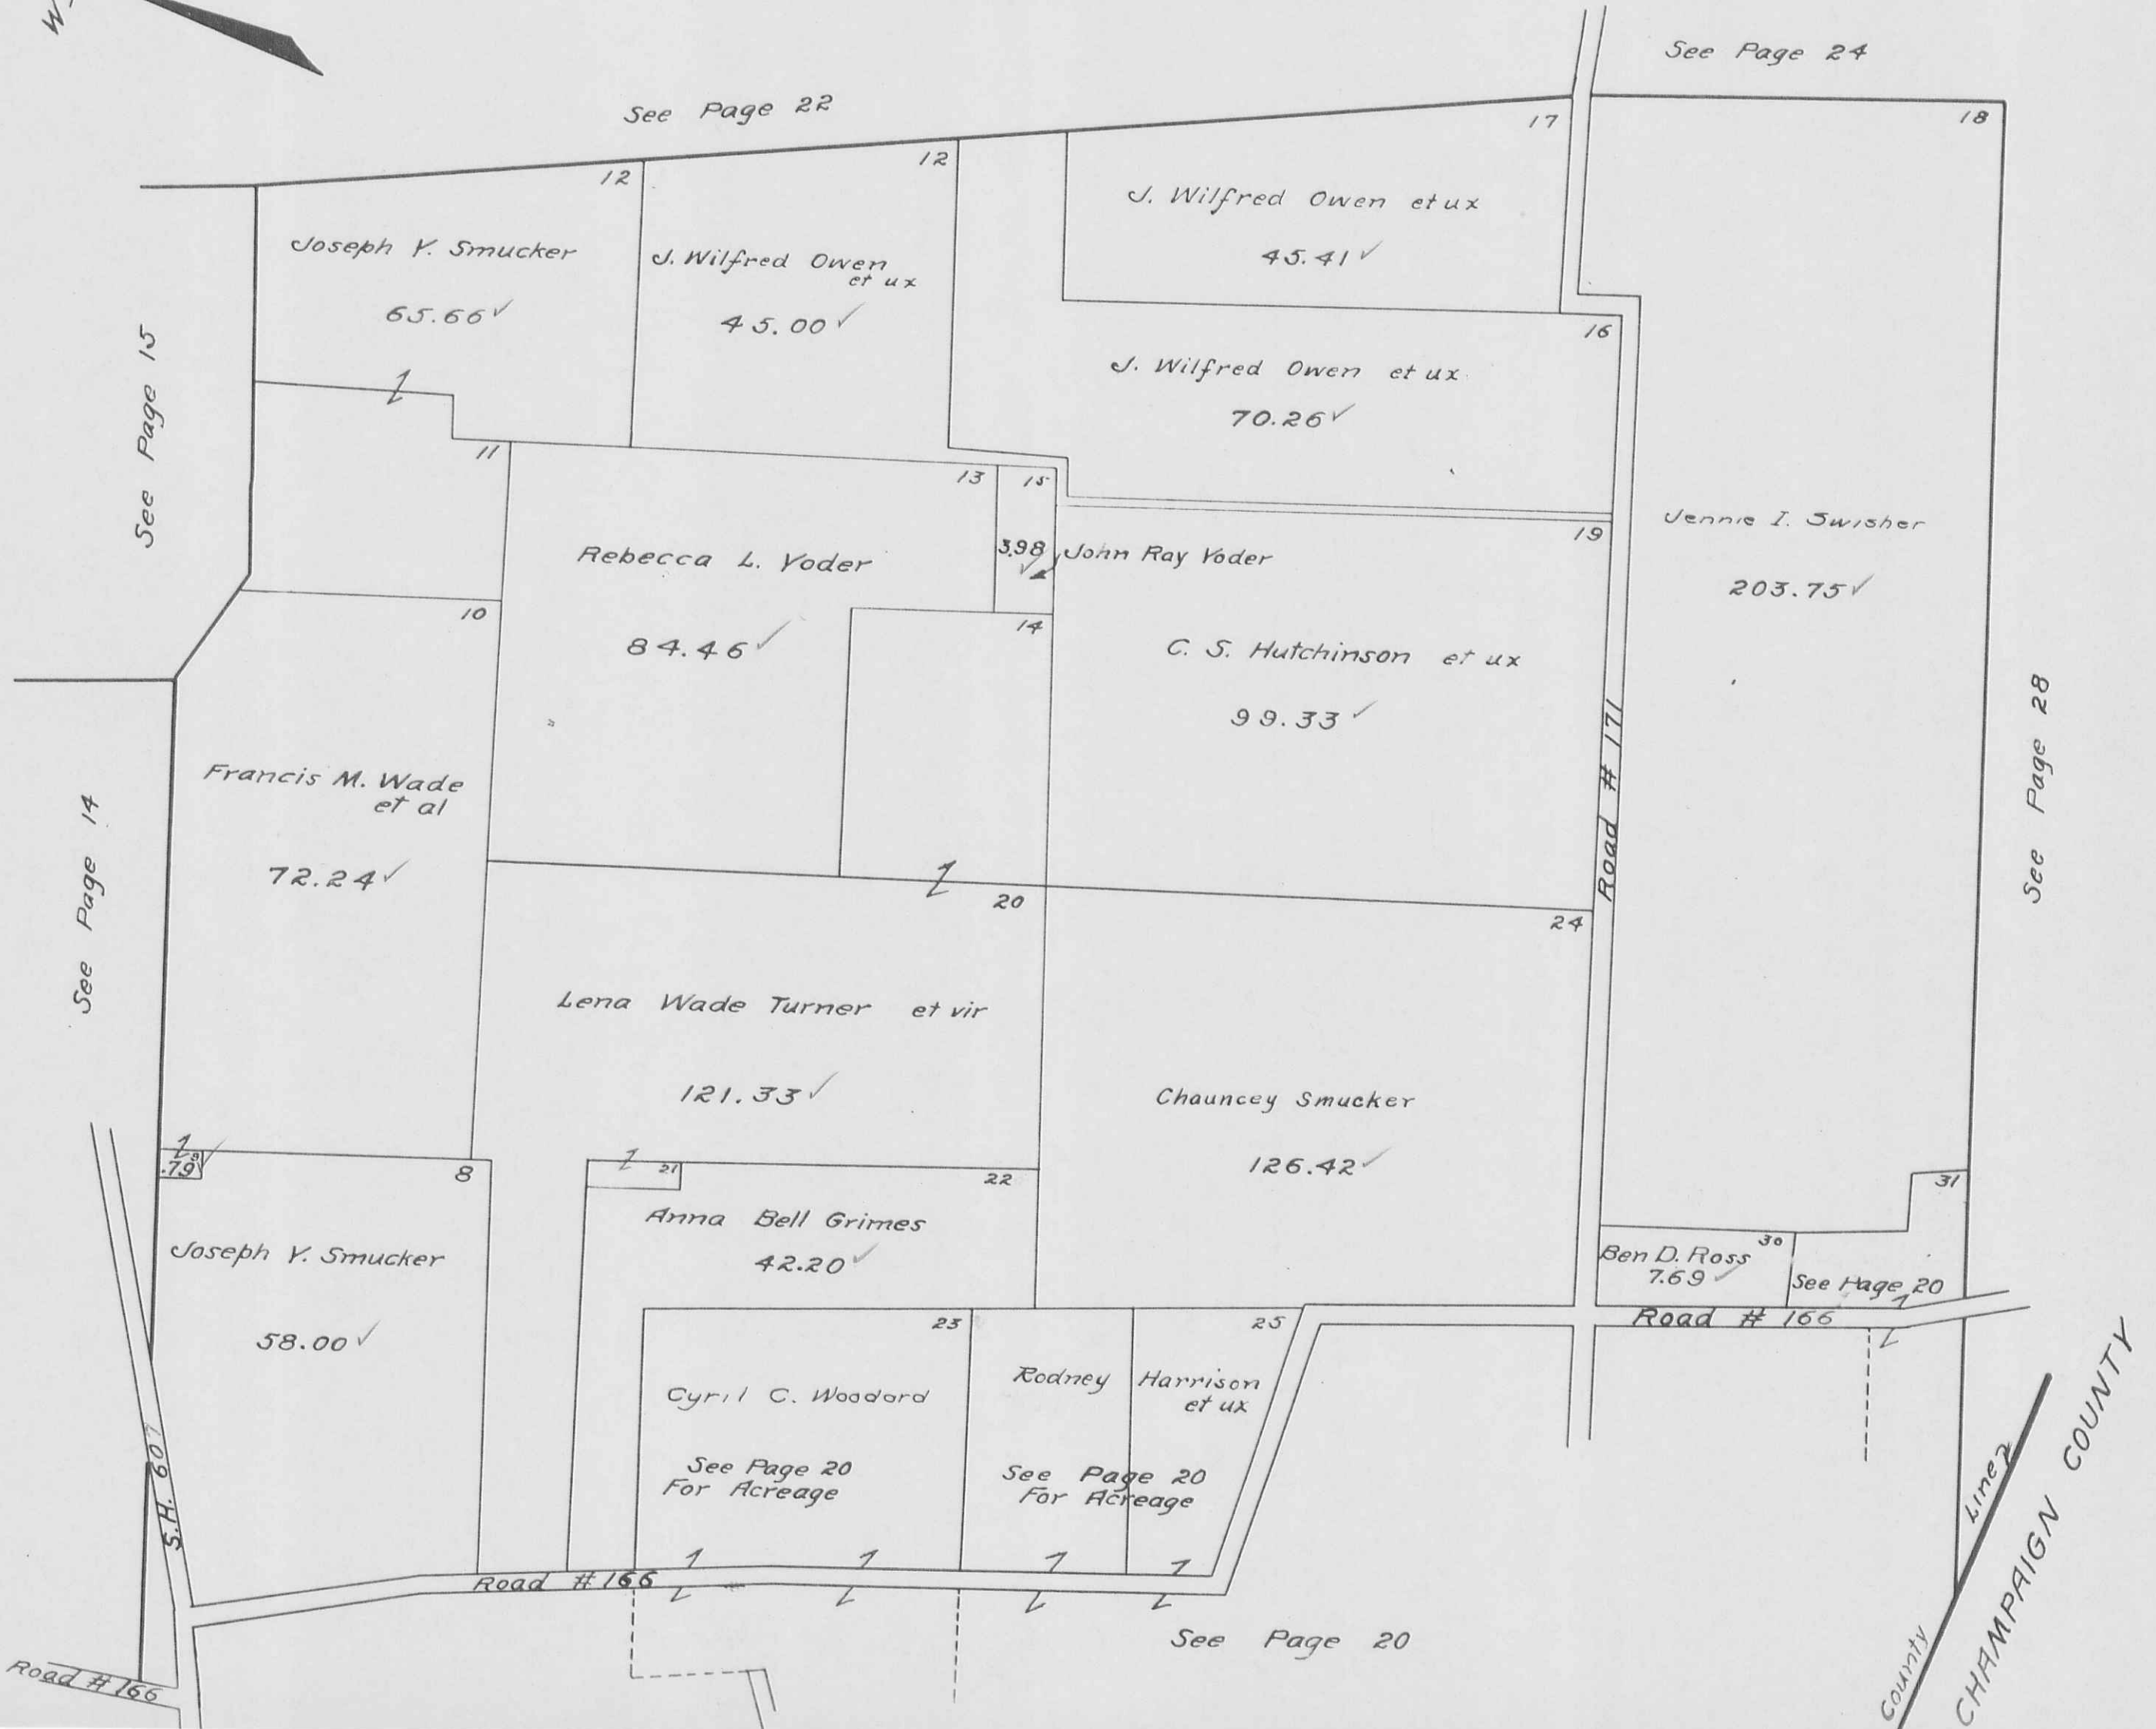 W
See Page 24
See Page 22
18
17
12
12
J. Wilfred Owen et ux
45.41
Joseph Y. Smucker
65.66
J. Wilfred Owen
et ux
45.00
16
J. Wilfred Owen et ux
70.26
See Page 15
11
13
15
19
Jennie I. Swisher
203.75
Rebecca L. Yoder
84.46
3.98
John Ray Yoder
10
14
C. S. Hutchinson et ux
99.33
See Page 28
Road # 171
Francis M. Wade
et al
72.24
See Page 14
20
24
Lena Wade Turner et vir
121.33
Chauncey Smucker
126.42
9
.79
8
21
22
31
Anna Bell Grimes
42.20
Joseph Y. Smucker
58.00
30
Ben D. Ross
7.69
See Page 20
Road # 166
23
25
Cyril C. Woodard
See Page 20
For Acreage
Rodney Harrison
et ux
See Page 20
For Acreage
S.H. 607
Road # 166
See Page 20
Road # 166
County Line
CHAMPAIGN COUNTY